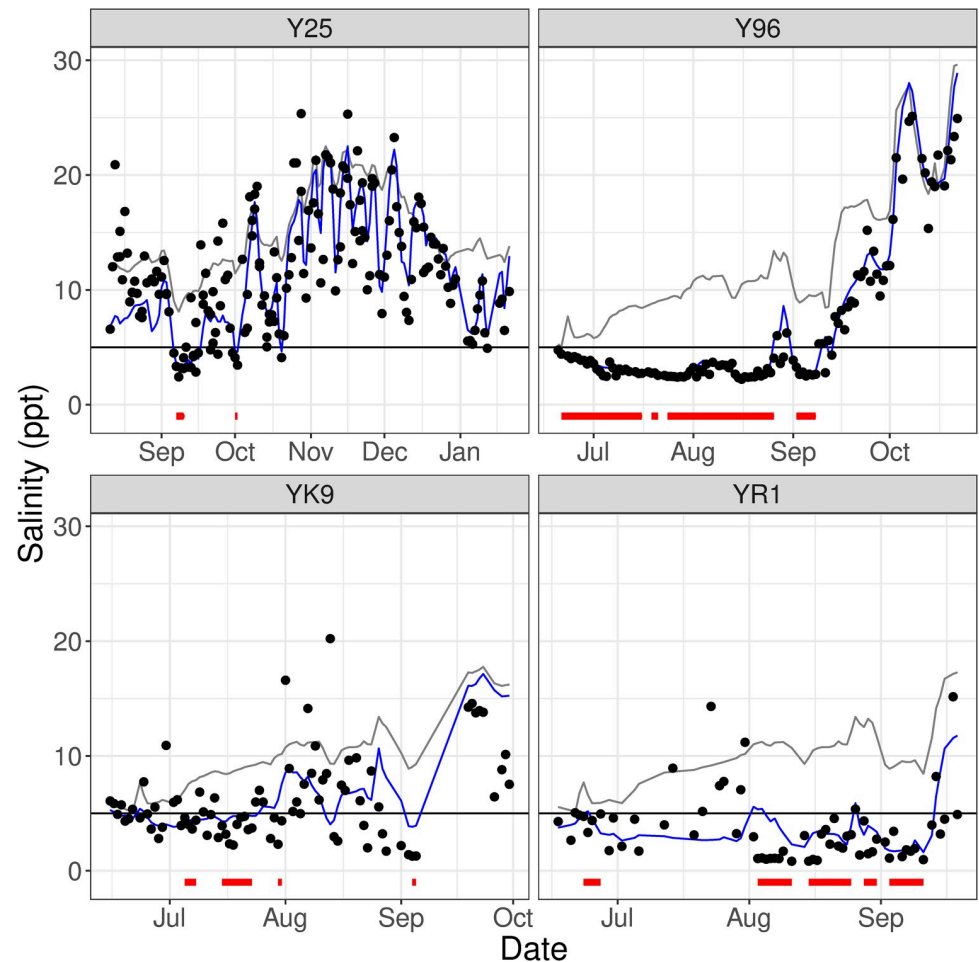 Y25
Y96
30
20
10
0
Sep Oct Nov Dec Jan
Jul Aug Sep Oct
Salinity (ppt)
YK9
YR1
30
20
10
0
Jul Aug Sep Oct
Jul Aug Sep
Date